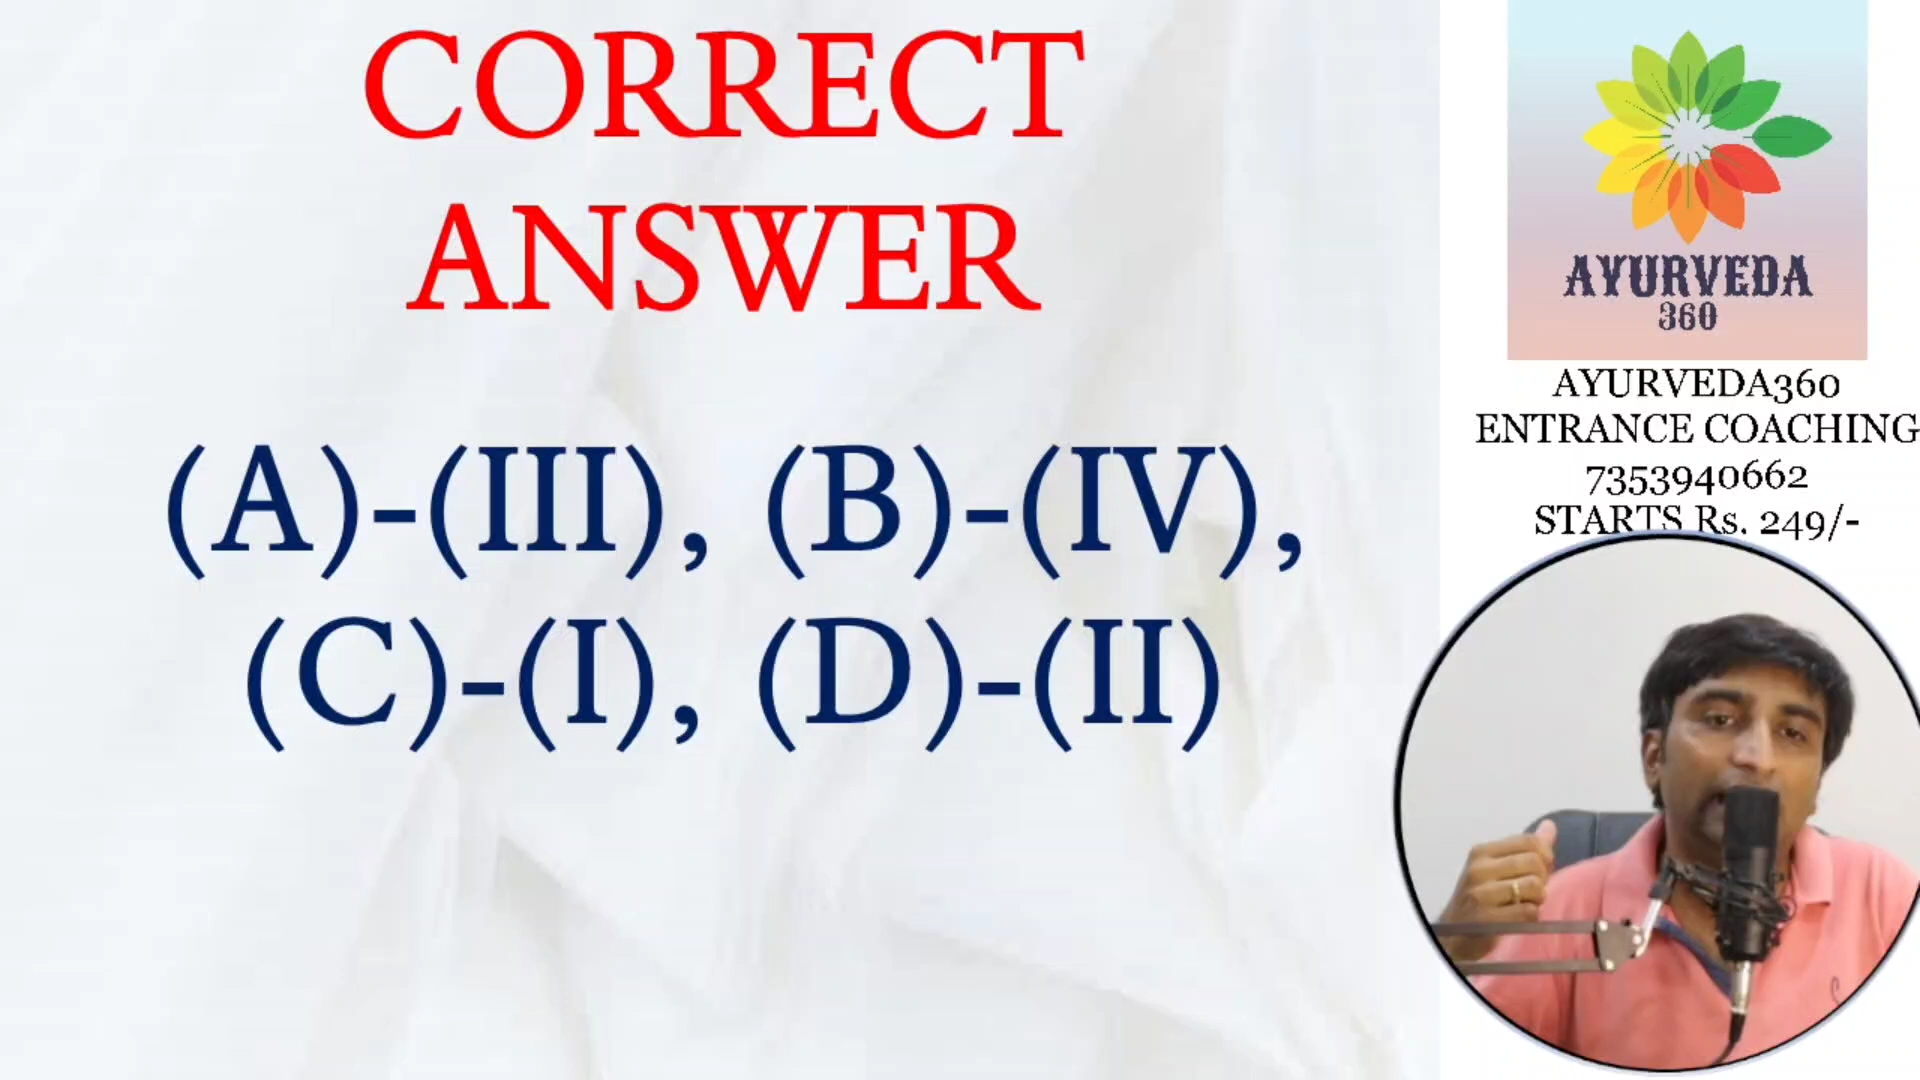 CORRECT
ANSWER
(A)-(III), (B)-(IV),
(C)-(I), (D)-(II)
AYURVEDA
360
AYURVEDA360
ENTRANCE COACHING
7353940662
STARTS Rs. 249/-